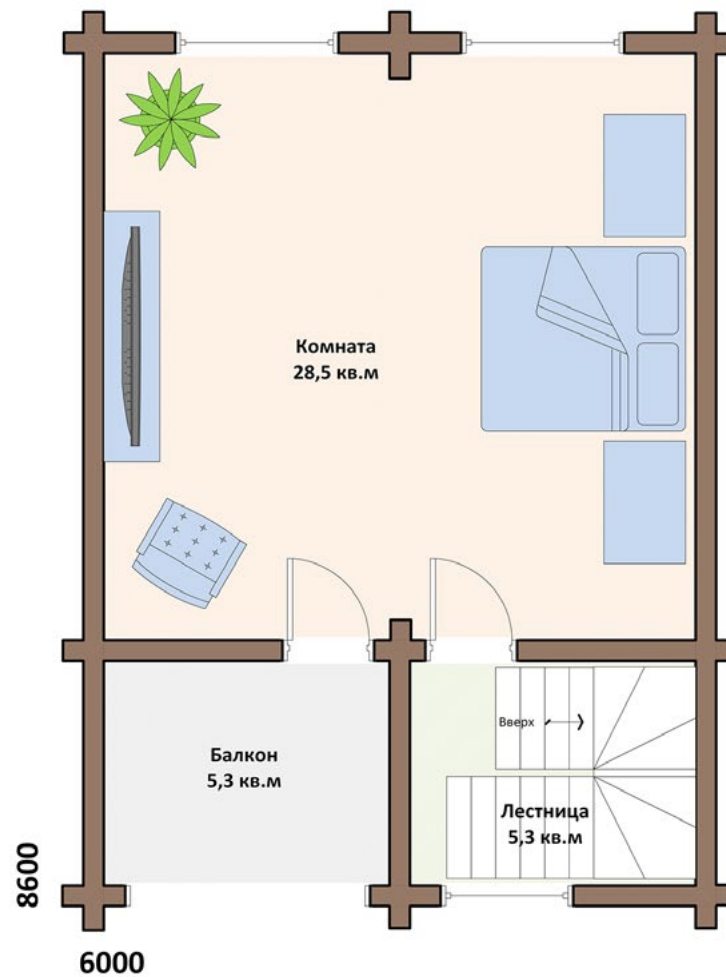 Комната
28,5 кв.м
Вверх
Балкон
5,3 кв.м
Лестница
5,3 кв.м
8600
6000